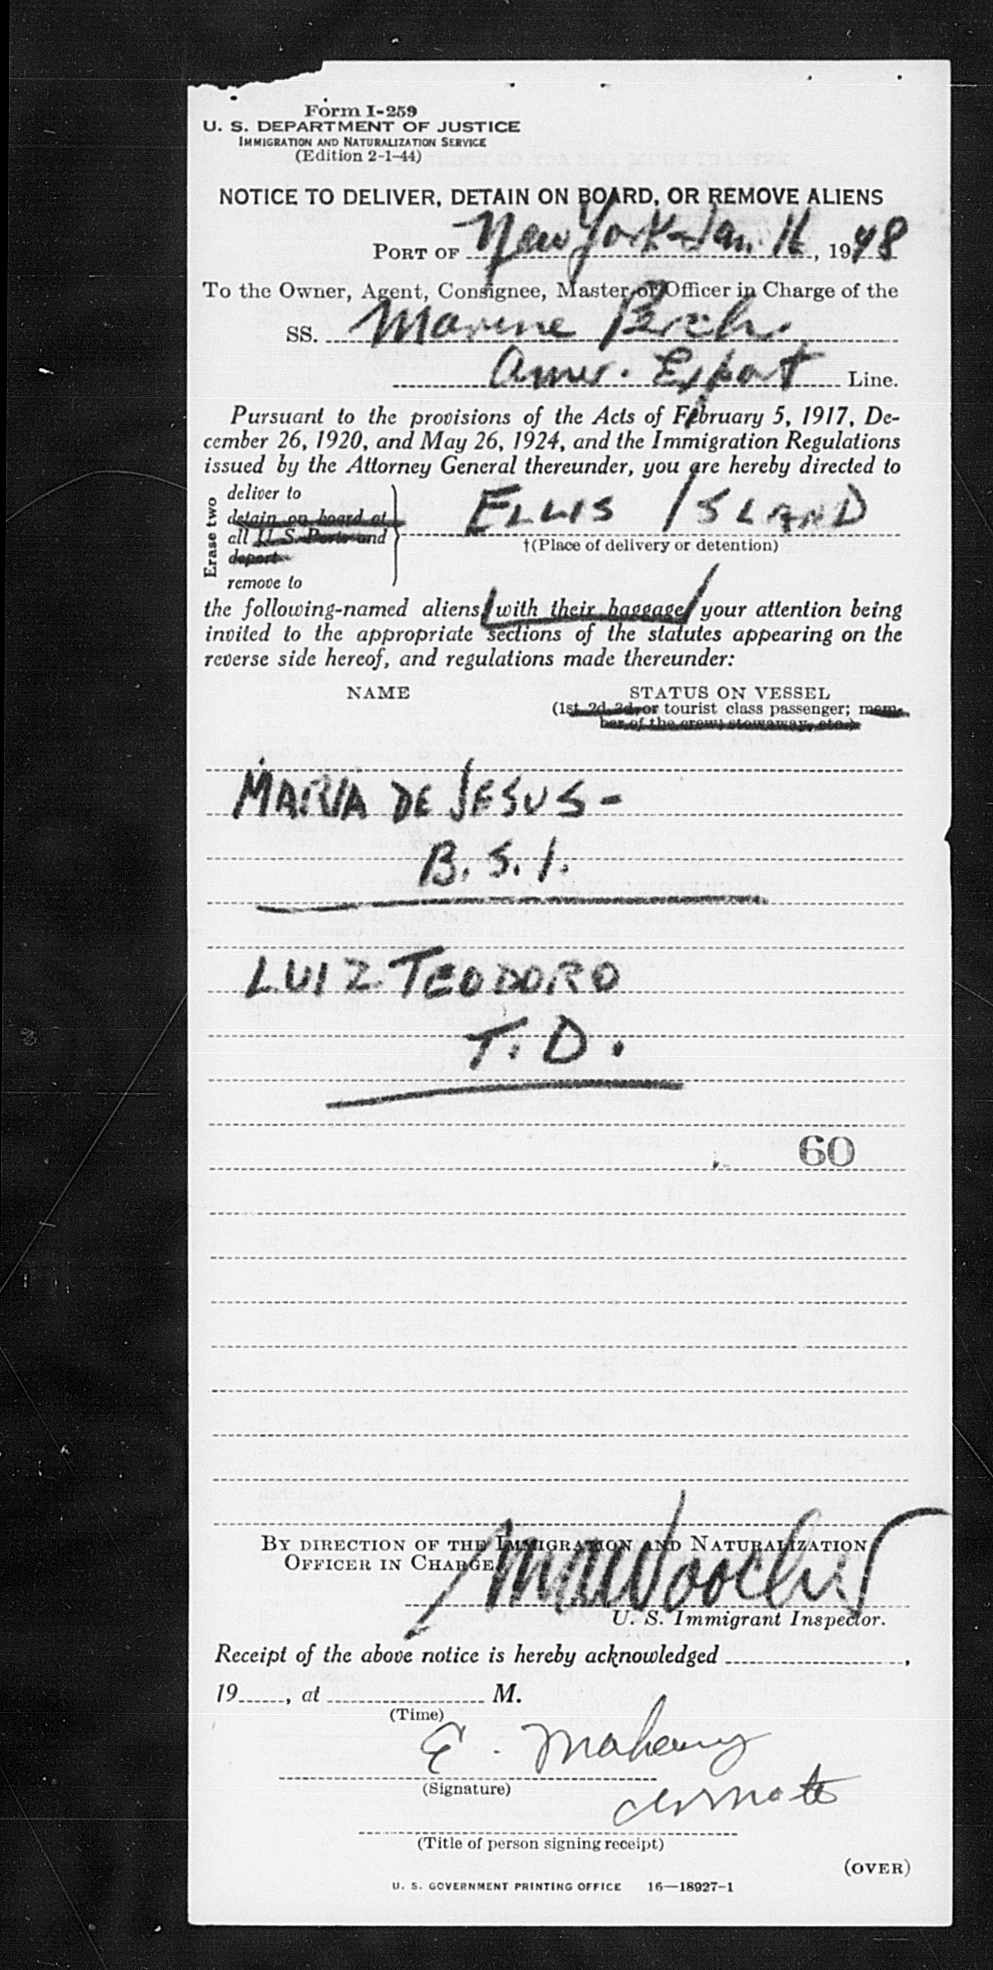 Form I-259
U. S. DEPARTMENT OF JUSTICE
IMMIGRATION AND NATURALIZATION SERVICE
(Edition 2-1-44)
NOTICE TO DELIVER, DETAIN ON BOARD, OR REMOVE ALIENS
PORT OF New York Jan. 16, 1948
To the Owner, Agent, Consignee, Master or Officer in Charge of the
SS. Marine Perch.
Amer. Export Line.
Pursuant to the provisions of the Acts of February 5, 1917, De-
cember 26, 1920, and May 26, 1924, and the Immigration Regulations
issued by the Attorney General thereunder, you are hereby directed to
Erase two
deliver to
detain on board at
all U. S. Ports and
deport
remove to
ELLIS ISLAND
†(Place of delivery or detention)
the following-named aliens with their baggage your attention being
invited to the appropriate sections of the statutes appearing on the
reverse side hereof, and regulations made thereunder:
NAME STATUS ON VESSEL
(1st, 2d, 3d, or tourist class passenger; mem-
ber of the crew; stowaway, etc.)
MARIA DE JESUS -
B. S. I.
LUIZ TEODORO
T. D.
60
BY DIRECTION OF THE IMMIGRATION AND NATURALIZATION
OFFICER IN CHARGE
U. S. Immigrant Inspector.
Receipt of the above notice is hereby acknowledged ,
19 , at M.
(Time)
E. Mahoney
(Signature)
(Title of person signing receipt)
(OVER)
U. S. GOVERNMENT PRINTING OFFICE 16—18927-1